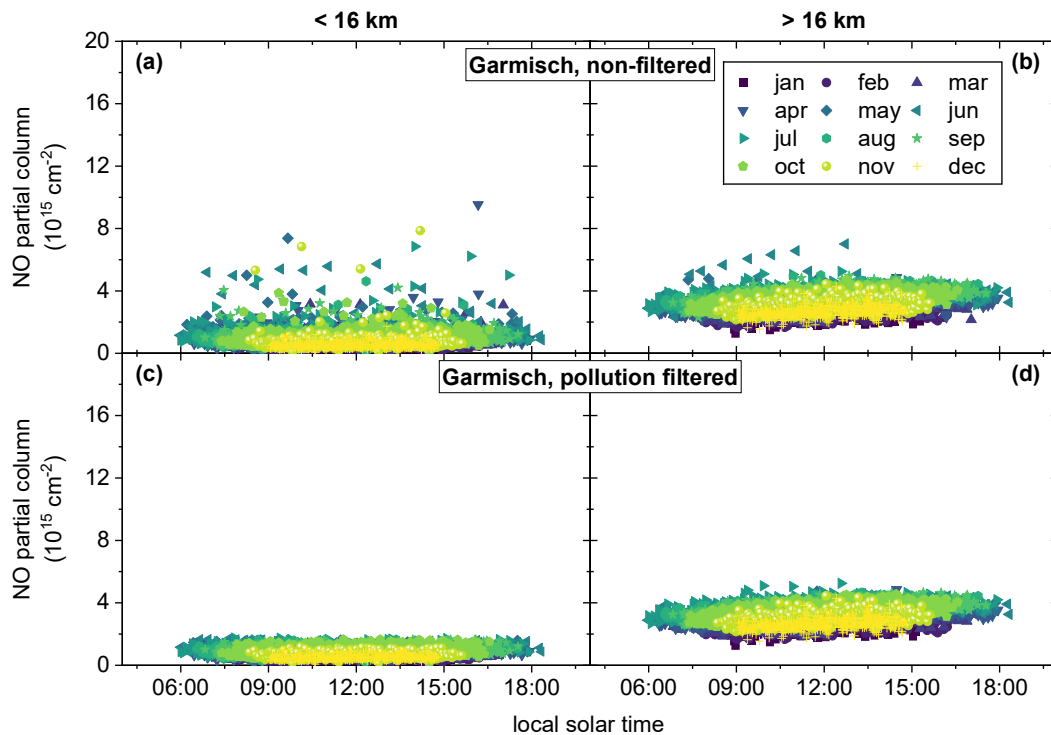 < 16 km
> 16 km
(a)
Garmisch, non-filtered
(b)
20
16
12
8
4
0
NO partial column
(10¹⁵ cm⁻²)
jan feb mar
apr may jun
jul aug sep
oct nov dec
(c)
Garmisch, pollution filtered
(d)
16
12
8
4
0
NO partial column
(10¹⁵ cm⁻²)
06:00 09:00 12:00 15:00 18:00
06:00 09:00 12:00 15:00 18:00
local solar time